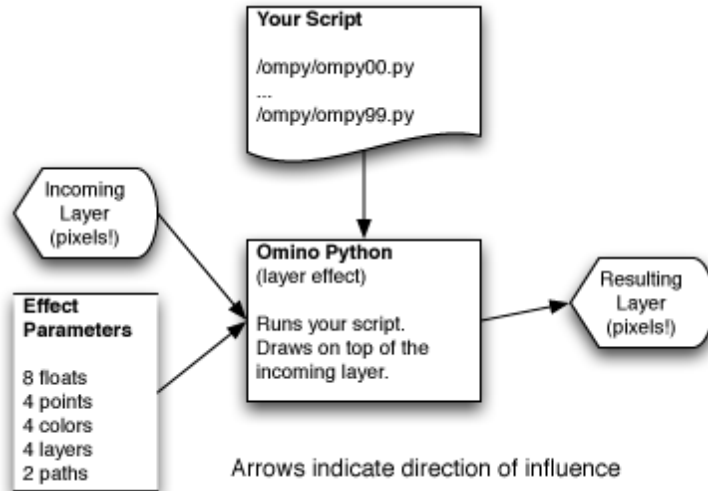 Your Script
/ompy/ompy00.py
...
/ompy/ompy99.py
Incoming
Layer
(pixels!)
Effect
Parameters
8 floats
4 points
4 colors
4 layers
2 paths
Omino Python
(layer effect)
Runs your script.
Draws on top of the
incoming layer.
Resulting
Layer
(pixels!)
Arrows indicate direction of influence